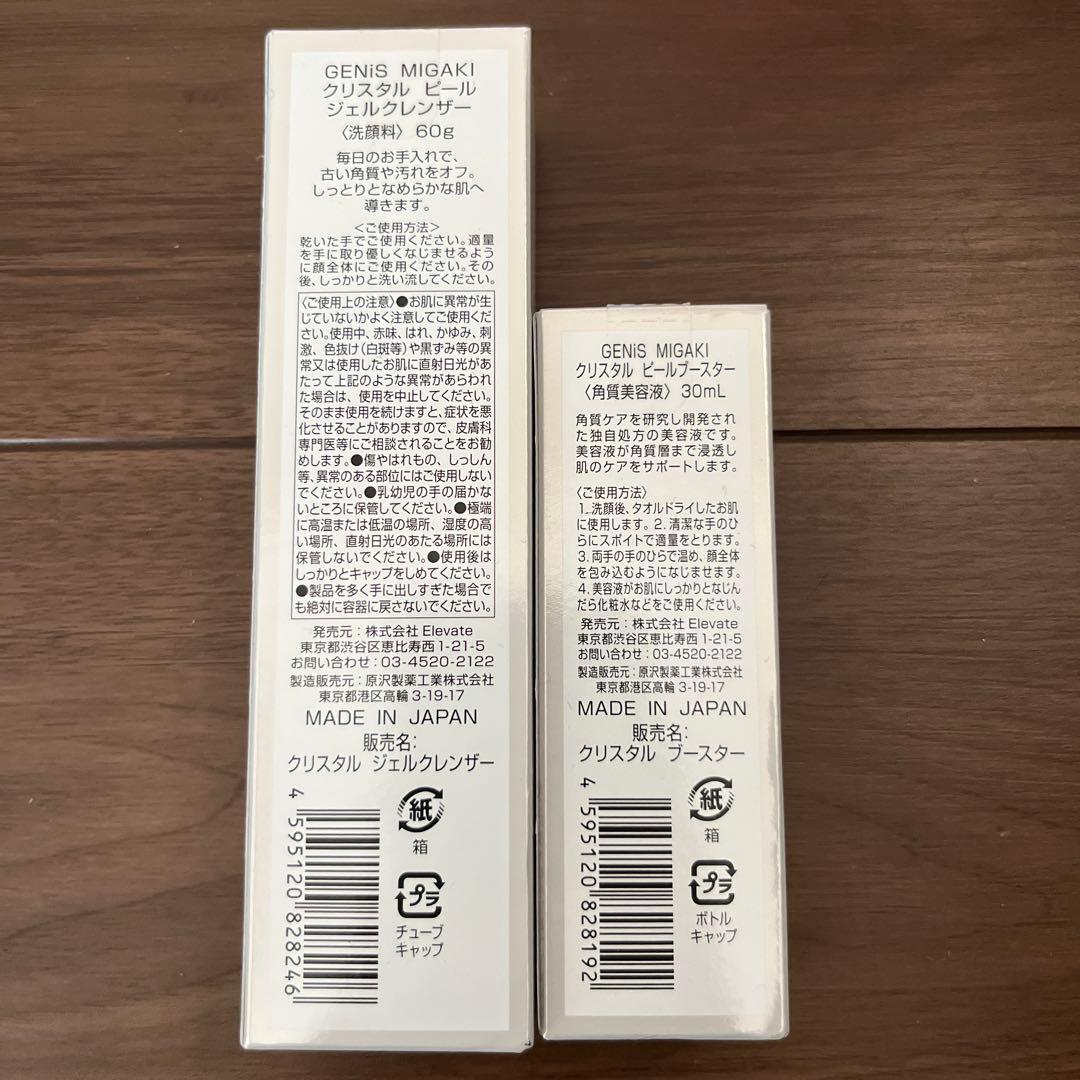 GENiS MIGAKI
クリスタル ピール
ジェルクレンザー
〈洗顔料〉 60g
毎日のお手入れで、
古い角質や汚れをオフ。
しっとりとなめらかな肌へ
導きます。
〈ご使用方法〉
乾いた手でご使用ください。適量
を手に取り優しくなじませるよう
に顔全体にご使用ください。その
後、しっかりと洗い流してください。
〈ご使用上の注意〉●お肌に異常が生
じていないかよく注意してご使用くだ
さい。使用中、赤味、はれ、かゆみ、刺
激、色抜け(白斑等)や黒ずみ等の異
常又は使用したお肌に直射日光があ
たって上記のような異常があらわれ
た場合は、使用を中止してください。
そのまま使用を続けますと、症状を悪
化させることがありますので、皮膚科
専門医等にご相談されることをお勧
めします。●傷やはれもの、しっしん
等、異常のある部位にはご使用しない
でください。●乳幼児の手の届かな
いところに保管してください。●極端
に高温または低温の場所、湿度の高
い場所、直射日光のあたる場所には
保管しないでください。●使用後は
しっかりとキャップをしめてください。
●製品を多く手に出しすぎた場合で
も絶対に容器に戻さないでください。
発売元：株式会社 Elevate
東京都渋谷区恵比寿西 1-21-5
お問い合わせ：03-4520-2122
製造販売元：原沢製薬工業株式会社
東京都港区高輪 3-19-17
MADE IN JAPAN
販売名：
クリスタル ジェルクレンザー
4 595120 828246
紙
箱
プラ
チューブ
キャップ
GENiS MIGAKI
クリスタル ピールブースター
〈角質美容液〉 30mL
角質ケアを研究し開発され
た独自処方の美容液です。
美容液が角質層まで浸透し
肌のケアをサポートします。
〈ご使用方法〉
1. 洗顔後、タオルドライしたお肌
に使用します。2. 清潔な手のひ
らにスポイトで適量をとります。
3. 両手の手のひらで温め、顔全体
を包み込むようになじませます。
4. 美容液がお肌にしっかりとなじん
だら化粧水などをご使用ください。
発売元：株式会社 Elevate
東京都渋谷区恵比寿西 1-21-5
お問い合わせ：03-4520-2122
製造販売元：原沢製薬工業株式会社
東京都港区高輪 3-19-17
MADE IN JAPAN
販売名：
クリスタル ブースター
4 595120 828192
紙
箱
プラ
ボトル
キャップ